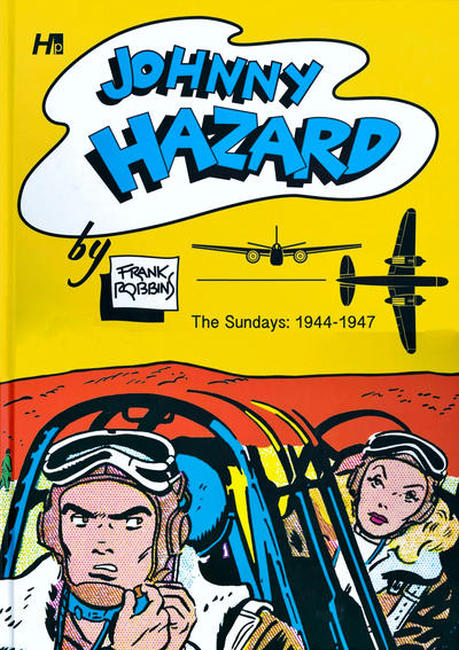 Hp
JOHNNY
HAZARD
by
FRANK
ROBBINS
The Sundays: 1944-1947